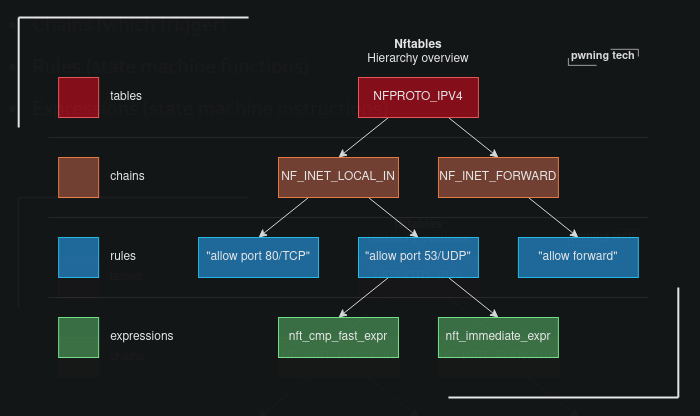 Nftables
Hierarchy overview
pwning tech
tables
NFPROTO_IPV4
chains
NF_INET_LOCAL_IN
NF_INET_FORWARD
rules
"allow port 80/TCP"
"allow port 53/UDP"
"allow forward"
expressions
nft_cmp_fast_expr
nft_immediate_expr